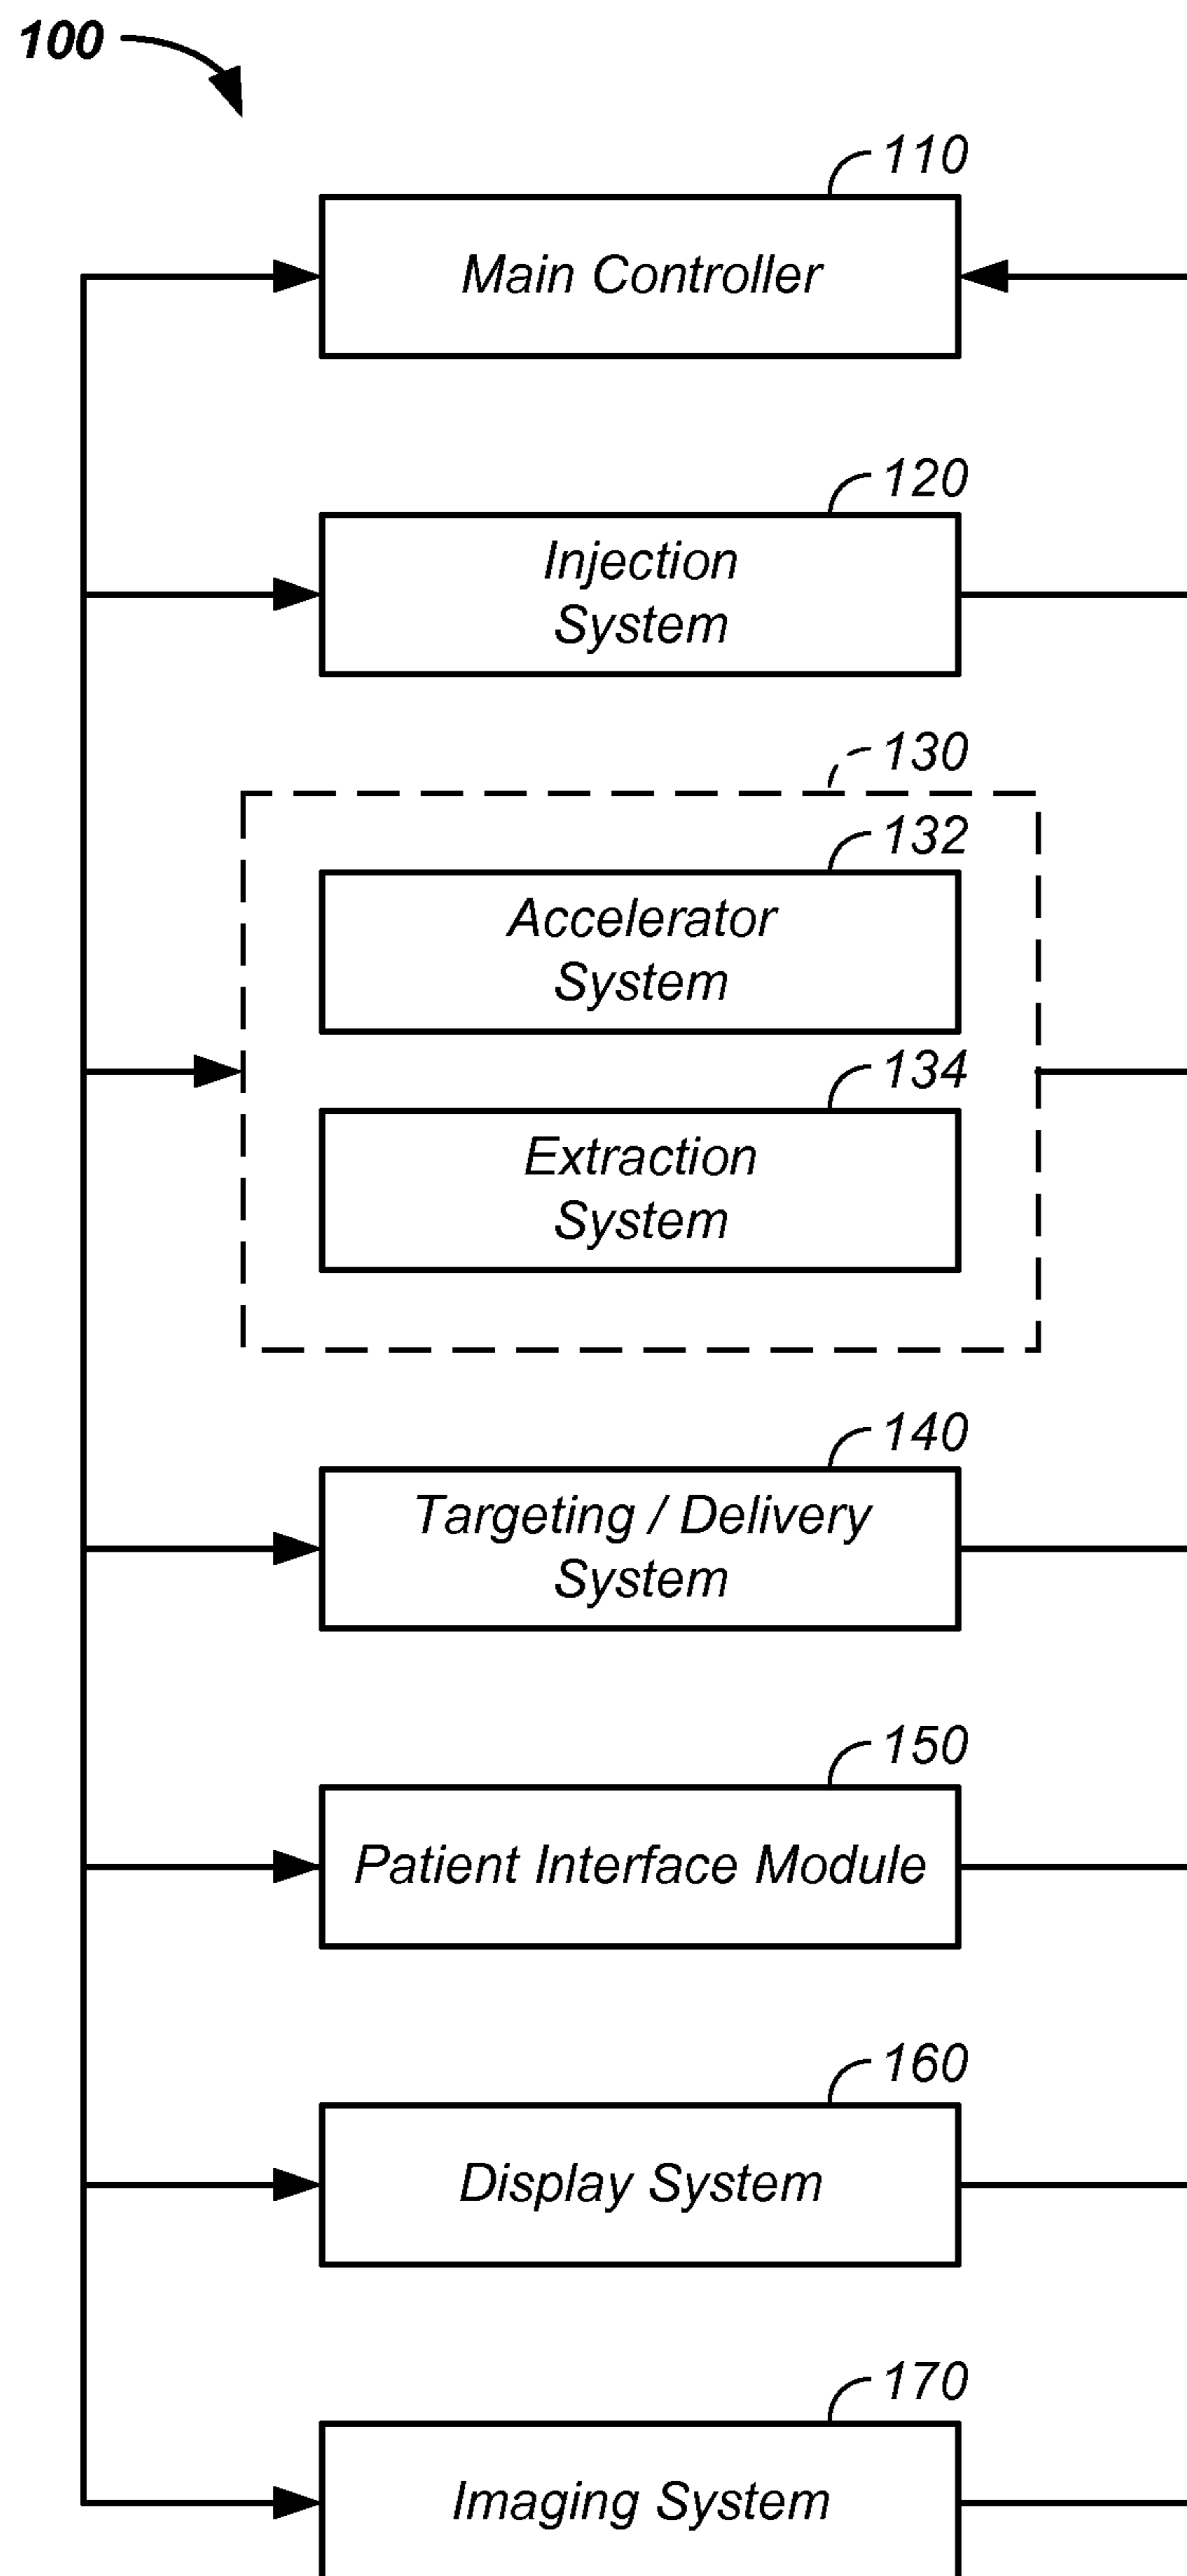 100
110
Main Controller
120
Injection
System
130
132
Accelerator
System
134
Extraction
System
140
Targeting / Delivery
System
150
Patient Interface Module
160
Display System
170
Imaging System